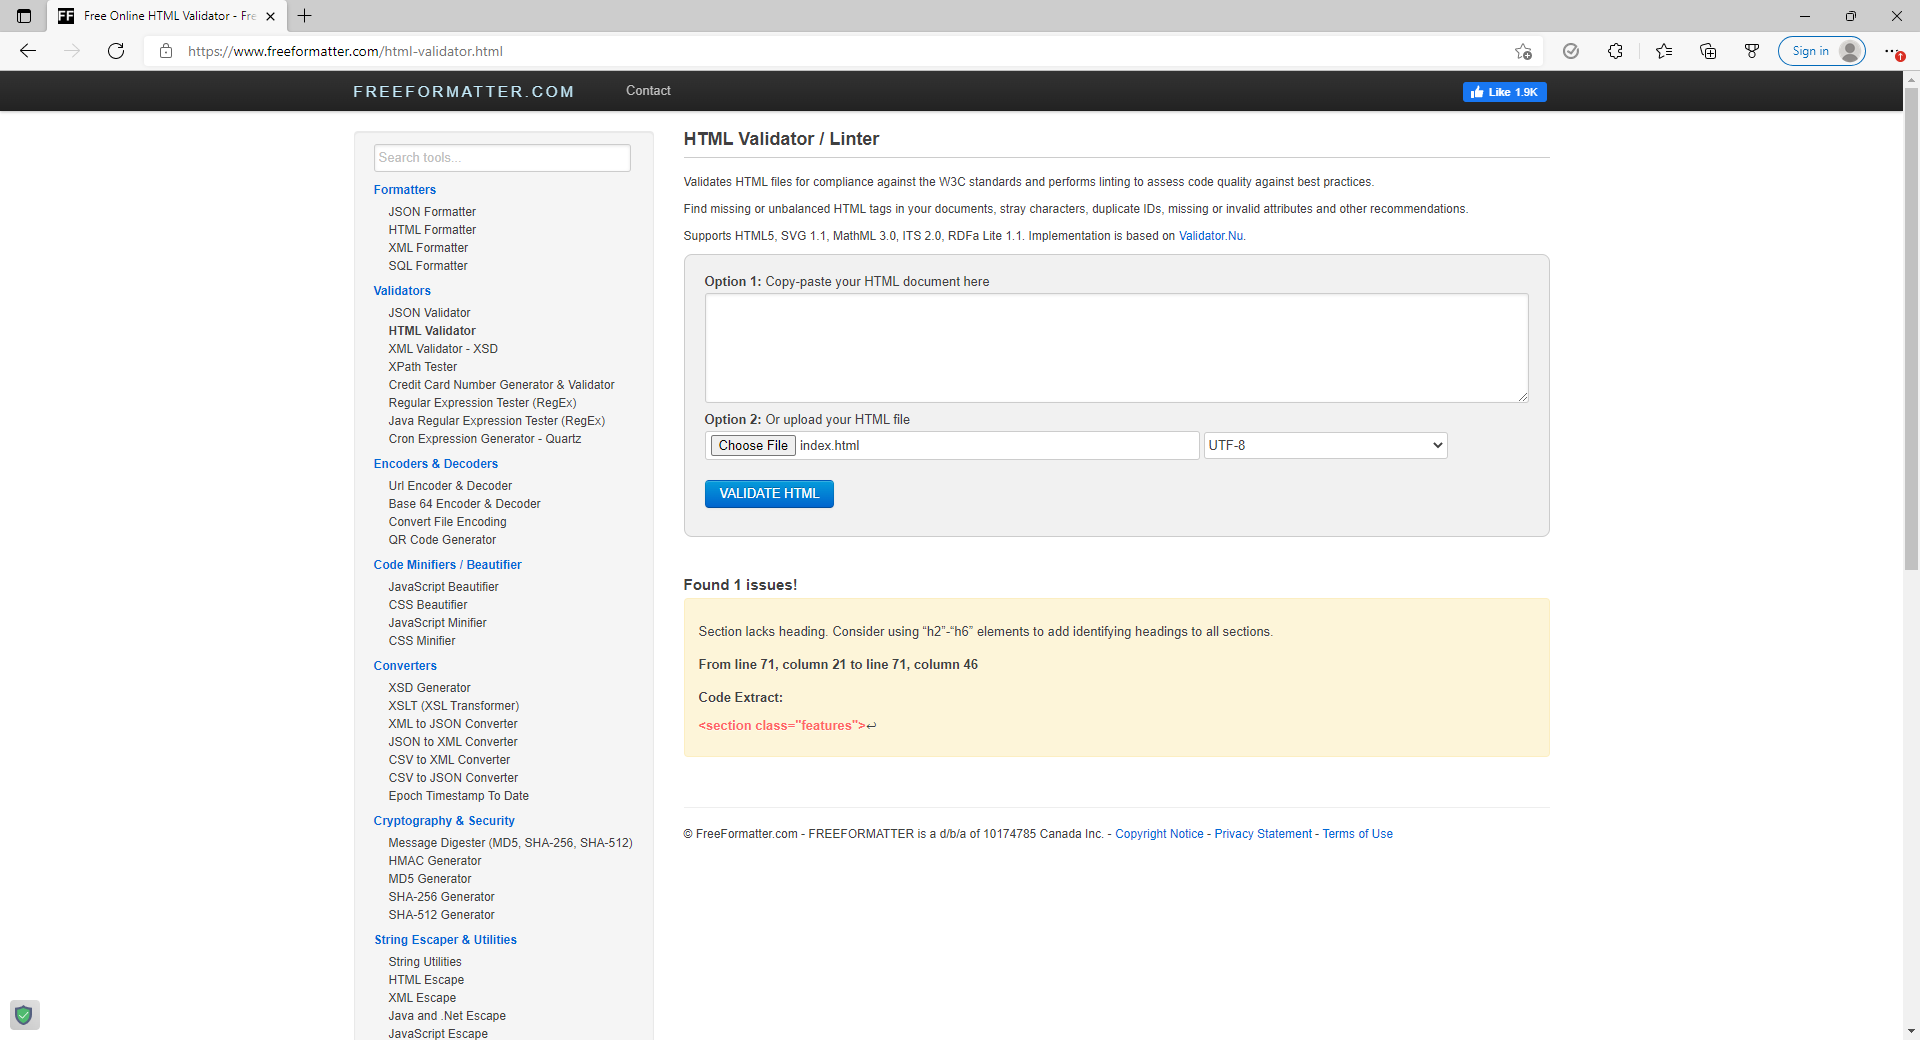 Free Online HTML Validator - Fre
https://www.freeformatter.com/html-validator.html
Sign in
FREEFORMATTER.COM
Contact
Like 1.9K
Search tools...
Formatters
JSON Formatter
HTML Formatter
XML Formatter
SQL Formatter
Validators
JSON Validator
HTML Validator
XML Validator - XSD
XPath Tester
Credit Card Number Generator & Validator
Regular Expression Tester (RegEx)
Java Regular Expression Tester (RegEx)
Cron Expression Generator - Quartz
Encoders & Decoders
Url Encoder & Decoder
Base 64 Encoder & Decoder
Convert File Encoding
QR Code Generator
Code Minifiers / Beautifier
JavaScript Beautifier
CSS Beautifier
JavaScript Minifier
CSS Minifier
Converters
XSD Generator
XSLT (XSL Transformer)
XML to JSON Converter
JSON to XML Converter
CSV to XML Converter
CSV to JSON Converter
Epoch Timestamp To Date
Cryptography & Security
Message Digester (MD5, SHA-256, SHA-512)
HMAC Generator
MD5 Generator
SHA-256 Generator
SHA-512 Generator
String Escaper & Utilities
String Utilities
HTML Escape
XML Escape
Java and .Net Escape
JavaScript Escape
HTML Validator / Linter
Validates HTML files for compliance against the W3C standards and performs linting to assess code quality against best practices.
Find missing or unbalanced HTML tags in your documents, stray characters, duplicate IDs, missing or invalid attributes and other recommendations.
Supports HTML5, SVG 1.1, MathML 3.0, ITS 2.0, RDFa Lite 1.1. Implementation is based on Validator.Nu.
Option 1: Copy-paste your HTML document here
Option 2: Or upload your HTML file
Choose File index.html
UTF-8
VALIDATE HTML
Found 1 issues!
Section lacks heading. Consider using “h2”-“h6” elements to add identifying headings to all sections.
From line 71, column 21 to line 71, column 46
Code Extract:
<section class="features">↩
© FreeFormatter.com - FREEFORMATTER is a d/b/a of 10174785 Canada Inc. - Copyright Notice - Privacy Statement - Terms of Use